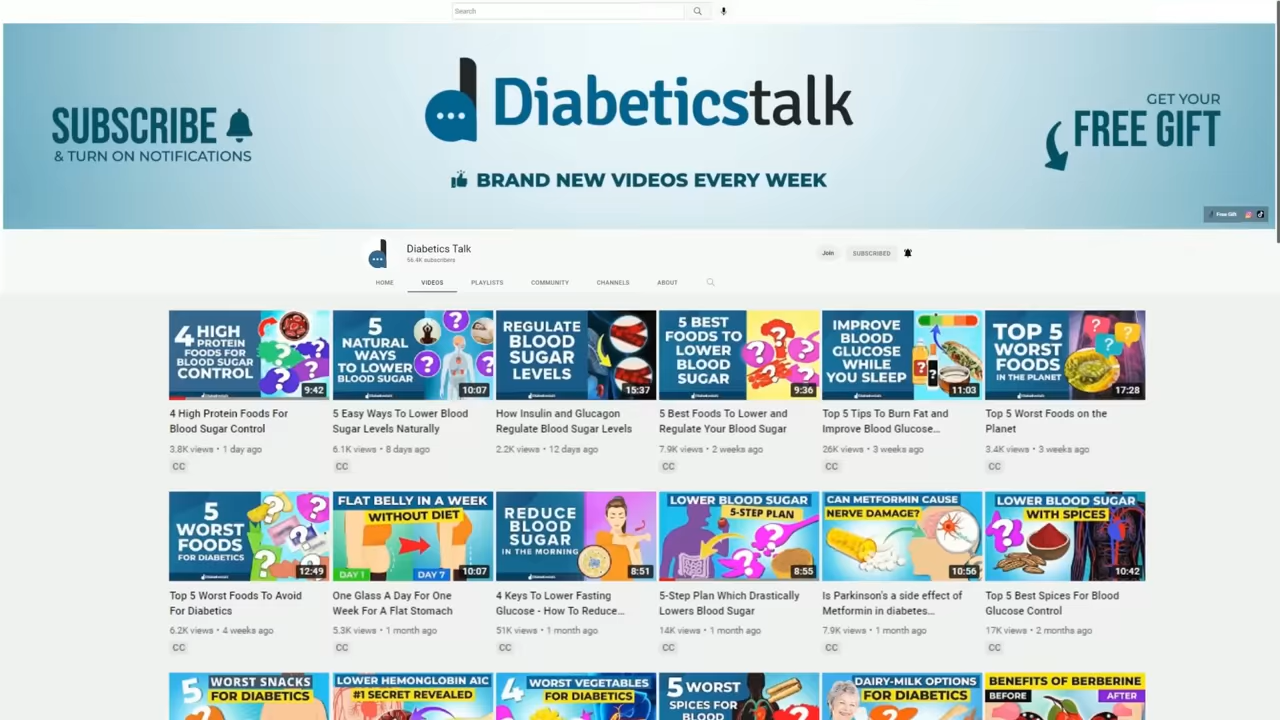 Search
SUBSCRIBE
& TURN ON NOTIFICATIONS
Diabeticstalk
BRAND NEW VIDEOS EVERY WEEK
GET YOUR
FREE GIFT
Free Gift
Diabetics Talk
56.4K subscribers
Join
SUBSCRIBED
HOME VIDEOS PLAYLISTS COMMUNITY CHANNELS ABOUT
4 HIGH
PROTEIN
FOODS FOR
BLOOD SUGAR
CONTROL
9:42
5
NATURAL
WAYS
TO LOWER
BLOOD SUGAR
10:07
REGULATE
BLOOD
SUGAR
LEVELS
15:37
5 BEST
FOODS TO
LOWER
BLOOD
SUGAR
9:36
IMPROVE
BLOOD
GLUCOSE
WHILE
YOU SLEEP
11:03
TOP 5
WORST
FOODS
IN THE PLANET
17:28
4 High Protein Foods For
Blood Sugar Control
3.8K views • 1 day ago
CC
5 Easy Ways To Lower Blood
Sugar Levels Naturally
6.1K views • 8 days ago
CC
How Insulin and Glucagon
Regulate Blood Sugar Levels
2.2K views • 12 days ago
5 Best Foods To Lower and
Regulate Your Blood Sugar
7.9K views • 2 weeks ago
CC
Top 5 Tips To Burn Fat and
Improve Blood Glucose...
26K views • 3 weeks ago
CC
Top 5 Worst Foods on the
Planet
3.4K views • 3 weeks ago
CC
5
WORST
FOODS
FOR DIABETICS
12:49
FLAT BELLY IN A WEEK
WITHOUT DIET
DAY 1
DAY 7
10:07
REDUCE
BLOOD
SUGAR
IN THE MORNING
8:51
LOWER BLOOD SUGAR
5-STEP PLAN
8:55
CAN METFORMIN CAUSE
NERVE DAMAGE?
10:56
LOWER BLOOD SUGAR
WITH SPICES
10:42
Top 5 Worst Foods To Avoid
For Diabetics
6.2K views • 4 weeks ago
CC
One Glass A Day For One
Week For A Flat Stomach
5.3K views • 1 month ago
CC
4 Keys To Lower Fasting
Glucose - How To Reduce...
51K views • 1 month ago
CC
5-Step Plan Which Drastically
Lowers Blood Sugar
14K views • 1 month ago
CC
Is Parkinson's a side effect of
Metformin in diabetes...
7.9K views • 1 month ago
CC
Top 5 Best Spices For Blood
Glucose Control
17K views • 2 months ago
CC
5 WORST SNACKS
FOR DIABETICS
LOWER HEMONGLOBIN A1C
#1 SECRET REVEALED
4 WORST VEGETABLES
FOR DIABETICS
5 WORST
SPICES FOR
BLOOD
DAIRY-MILK OPTIONS
FOR DIABETICS
BENEFITS OF BERBERINE
BEFORE
AFTER